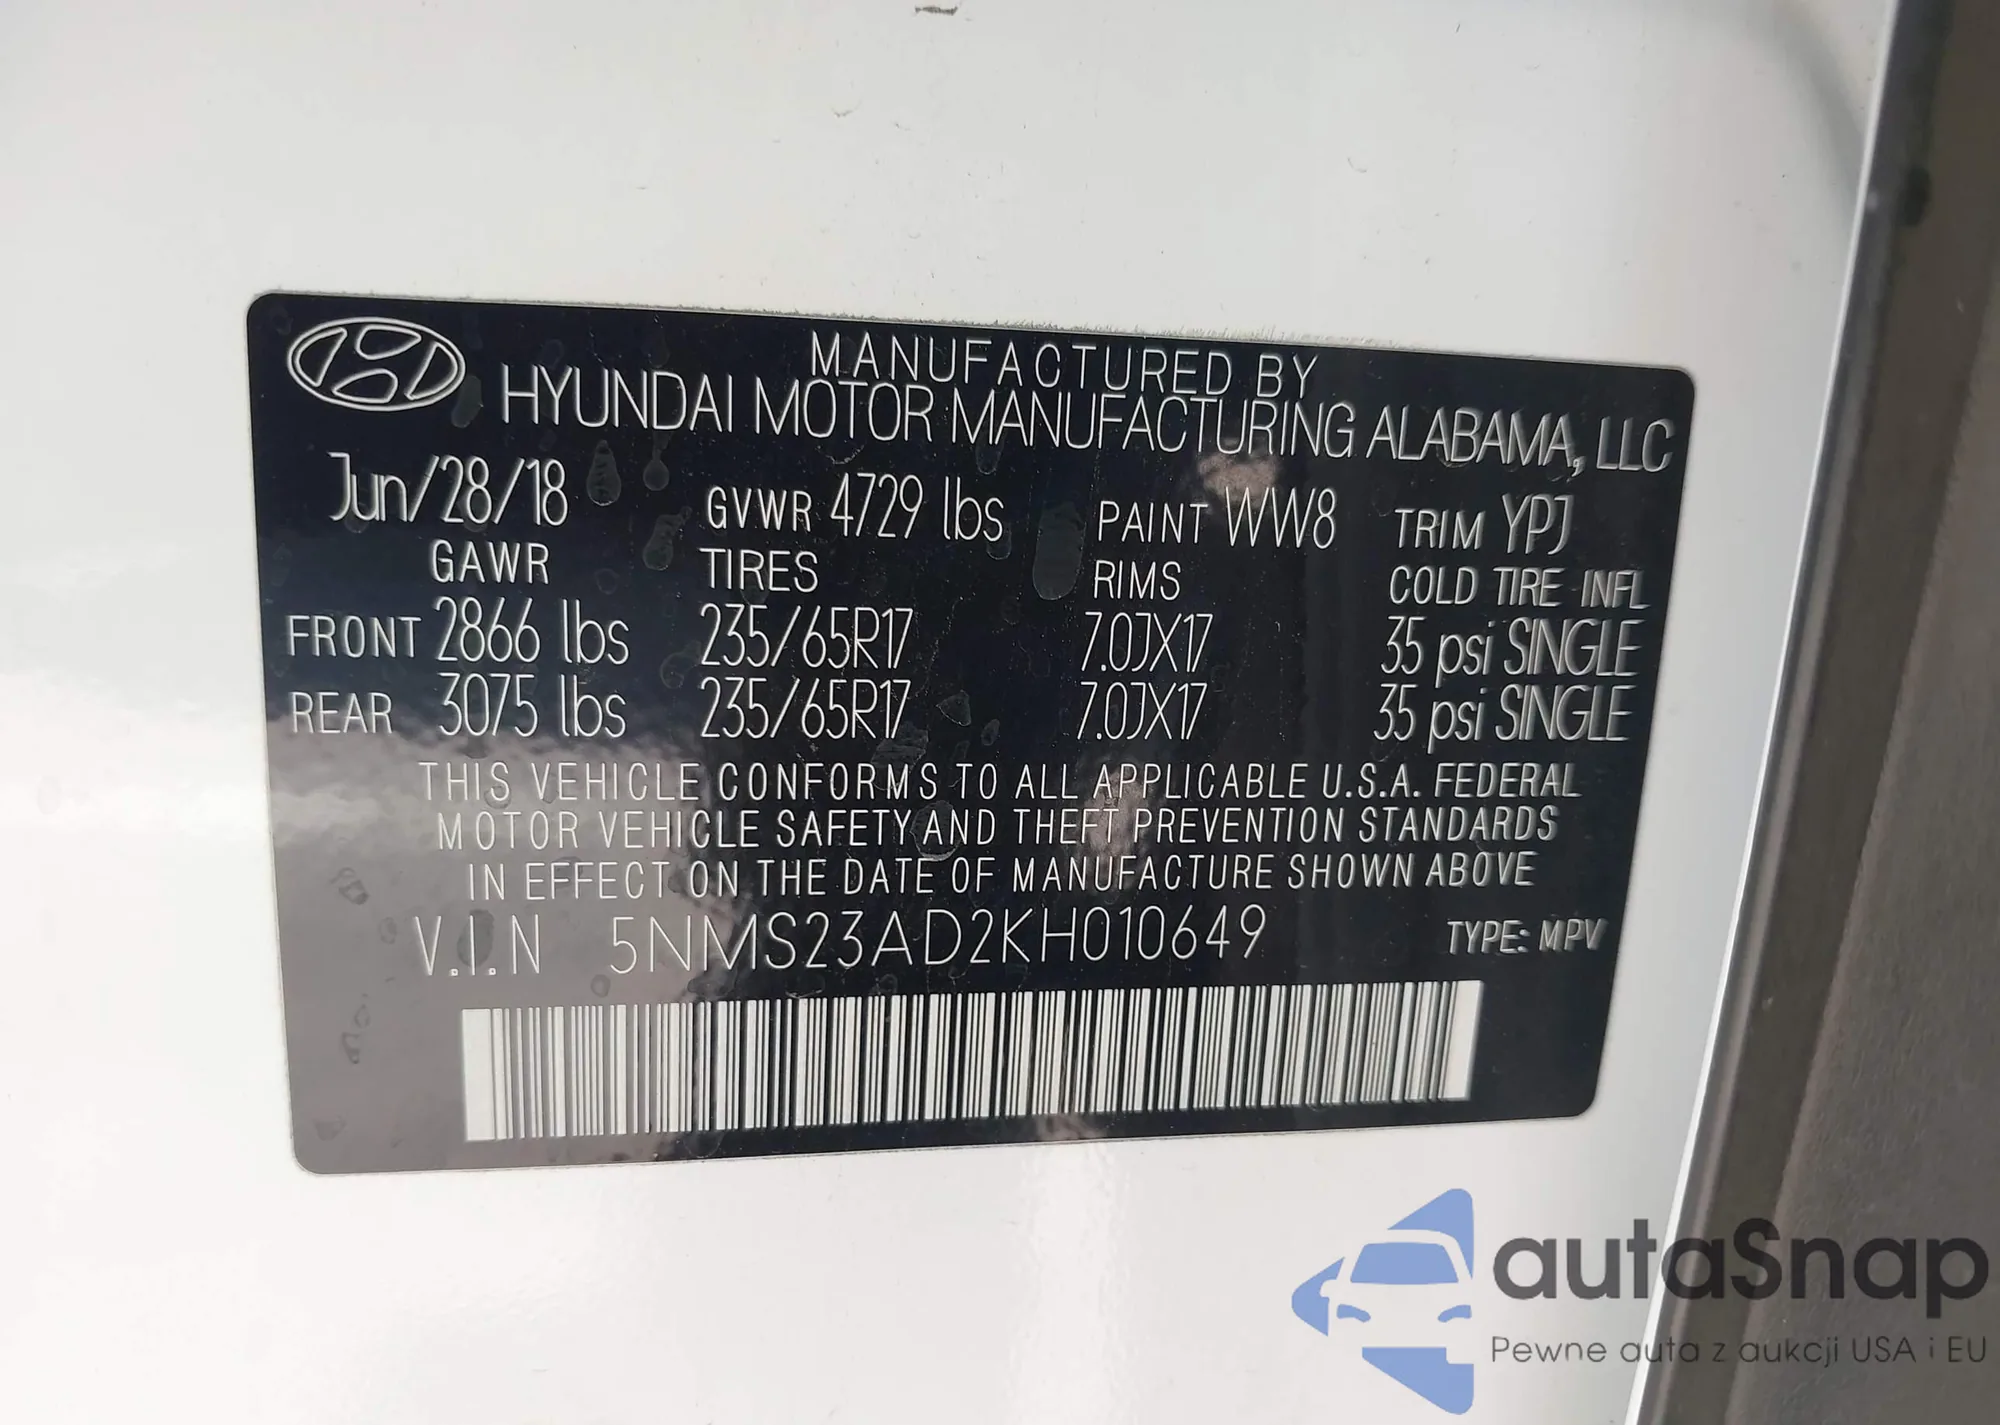 MANUFACTURED BY
HYUNDAI MOTOR MANUFACTURING ALABAMA, LLC
Jun/28/18 GVWR 4729 lbs PAINT WW8 TRIM YPJ
GAWR TIRES RIMS COLD TIRE INFL
FRONT 2866 lbs 235/65R17 7.0JX17 35 psi SINGLE
REAR 3075 lbs 235/65R17 7.0JX17 35 psi SINGLE
THIS VEHICLE CONFORMS TO ALL APPLICABLE U.S.A. FEDERAL
MOTOR VEHICLE SAFETY AND THEFT PREVENTION STANDARDS
IN EFFECT ON THE DATE OF MANUFACTURE SHOWN ABOVE
V.I.N 5NMS23AD2KH010649 TYPE: MPV
autaSnap
Pewne auta z aukcji USA i EU